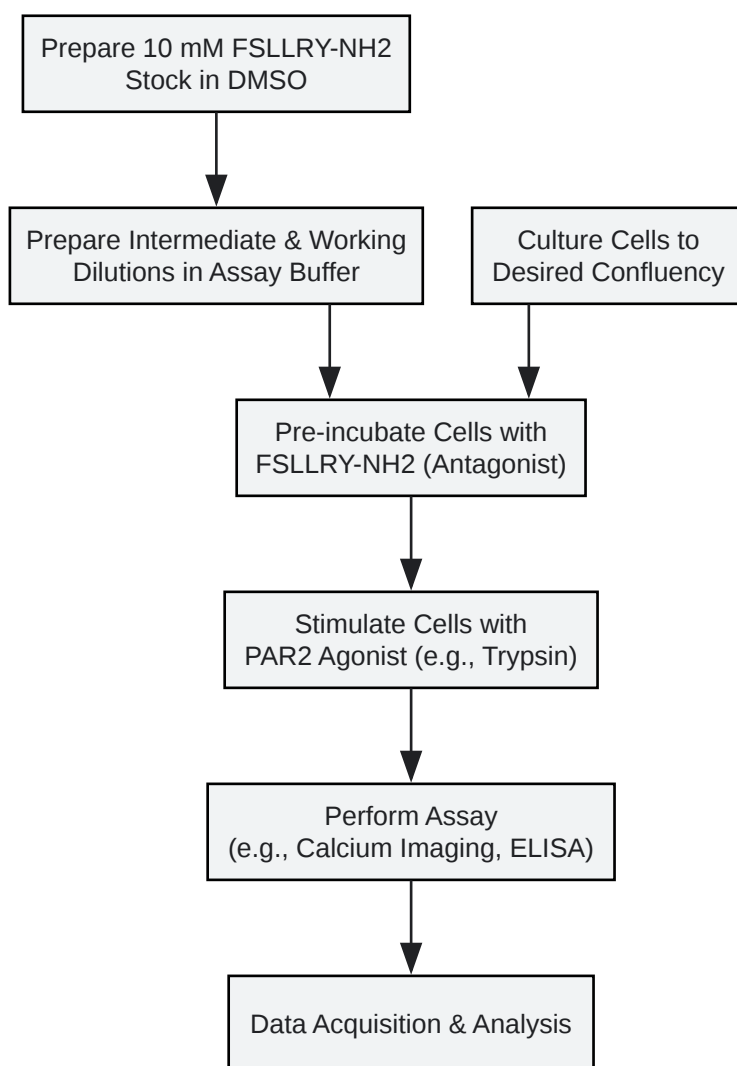 Prepare 10 mM FSLLRY-NH2
Stock in DMSO
Prepare Intermediate & Working
Dilutions in Assay Buffer
Culture Cells to
Desired Confluency
Pre-incubate Cells with
FSLLRY-NH2 (Antagonist)
Stimulate Cells with
PAR2 Agonist (e.g., Trypsin)
Perform Assay
(e.g., Calcium Imaging, ELISA)
Data Acquisition & Analysis